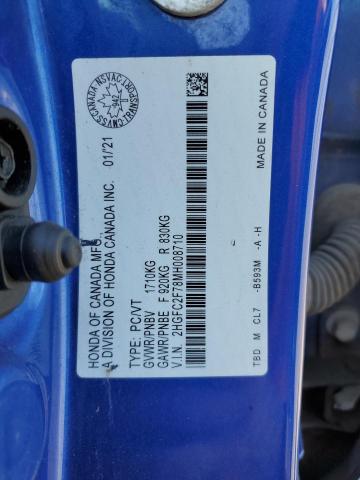 HONDA OF CANADA MFG.
A DIVISION OF HONDA CANADA INC. 01/'21
TYPE: PC/VT
GVWR/PNBV 1710KG
GAWR/PNBE F 920KG R 830KG
V.I.N. 2HGFC2F78MH008710
TBD M CL7 -B593M -A-H MADE IN CANADA
CANADA NSVAC
942
TRANSPORT
CMVSS